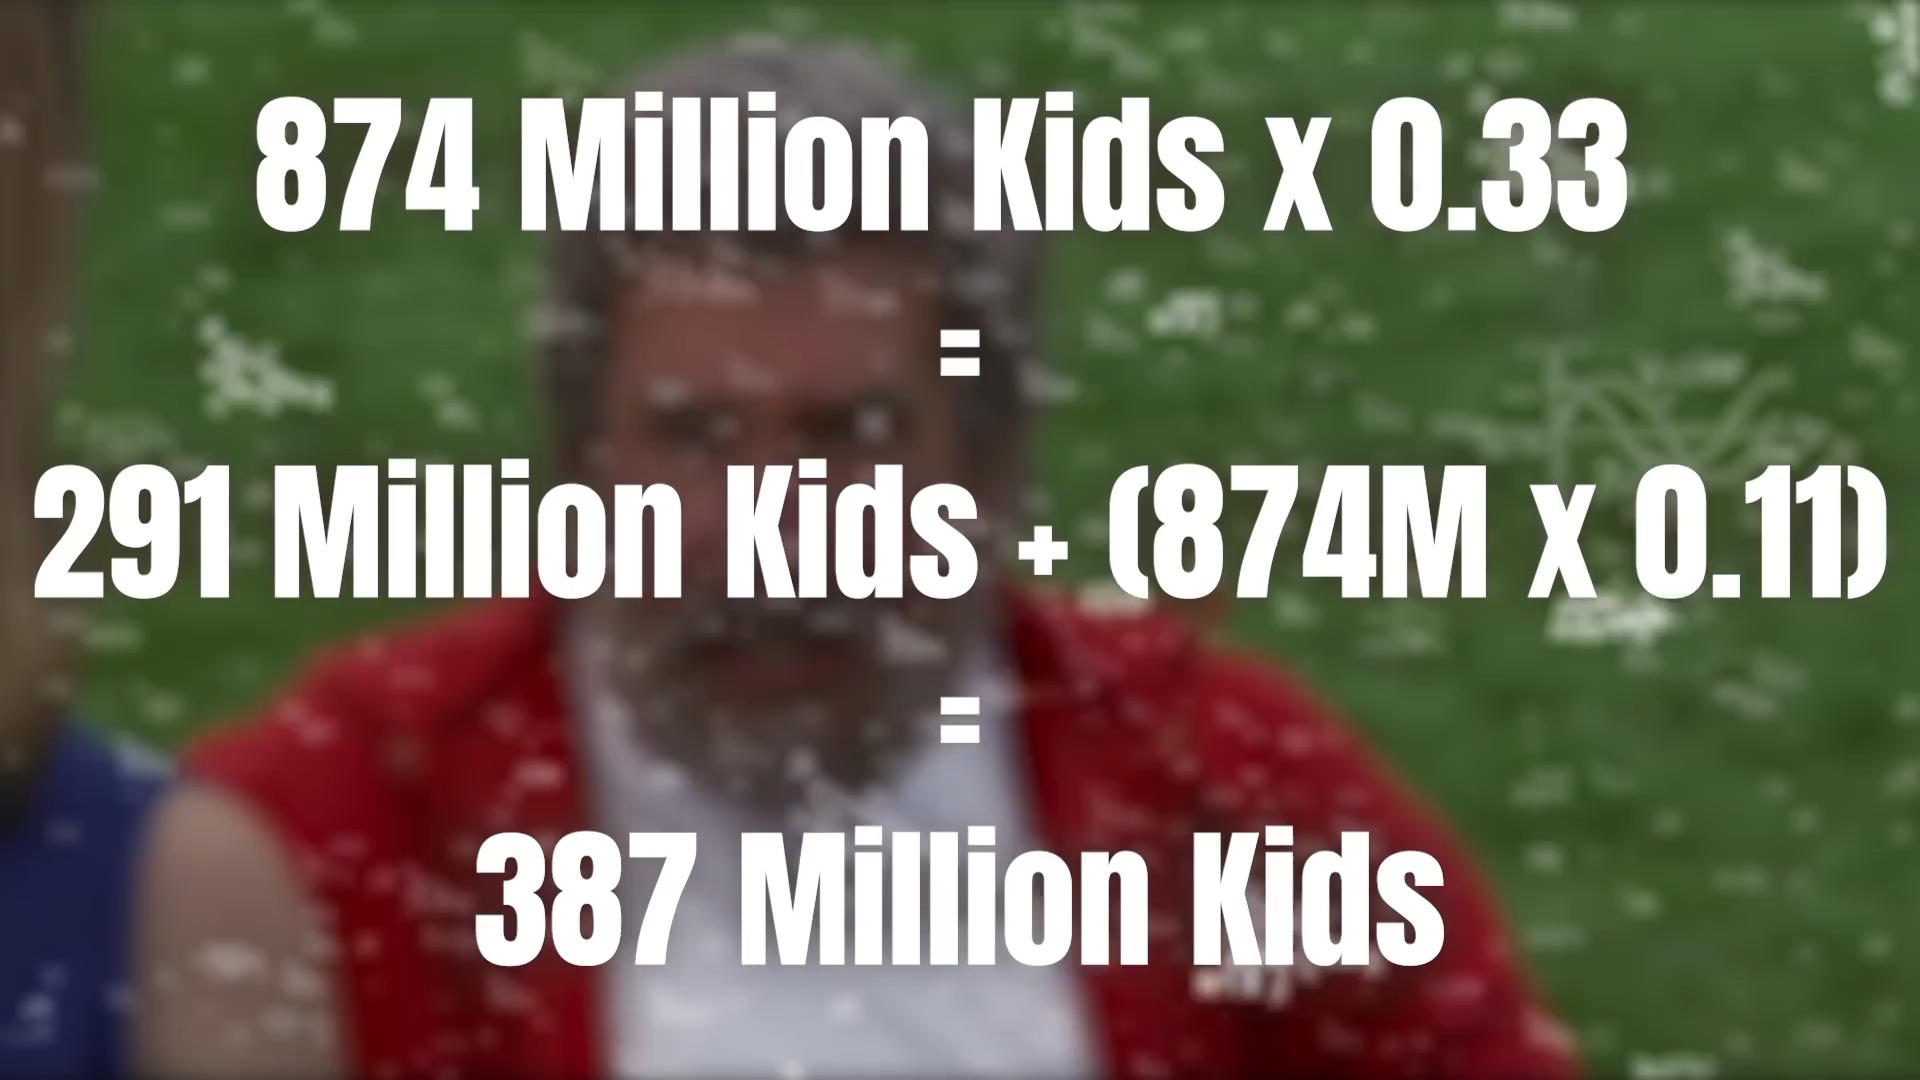 874 Million Kids x 0.33
=
291 Million Kids + (874M x 0.11)
=
387 Million Kids